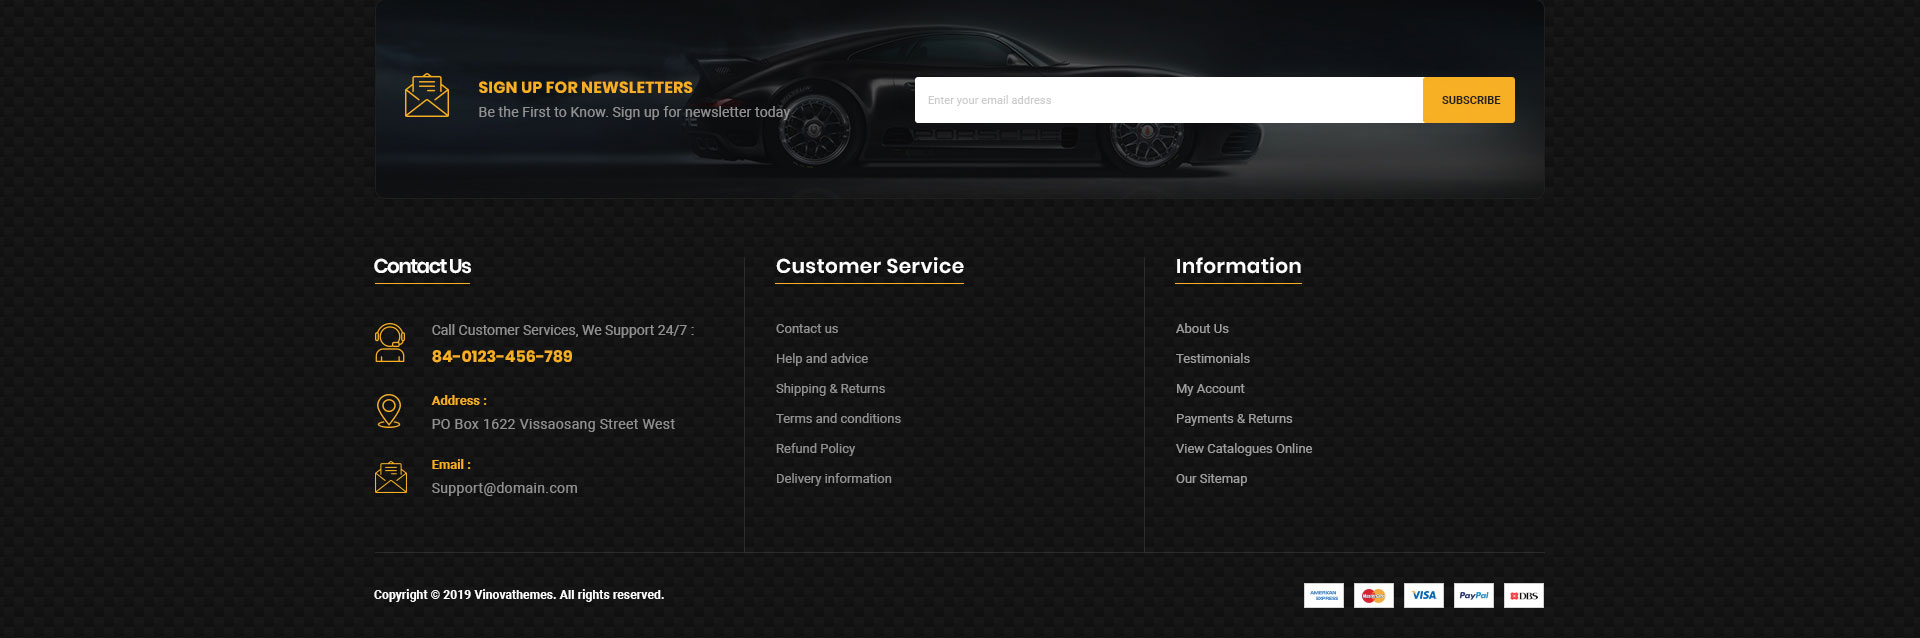 SIGN UP FOR NEWSLETTERS
Be the First to Know. Sign up for newsletter today
Enter your email address
SUBSCRIBE
PORSCHE
Contact Us
Call Customer Services, We Support 24/7 :
84-0123-456-789
Address :
PO Box 1622 Vissaosang Street West
Email :
Support@domain.com
Customer Service
Contact us
Help and advice
Shipping & Returns
Terms and conditions
Refund Policy
Delivery information
Information
About Us
Testimonials
My Account
Payments & Returns
View Catalogues Online
Our Sitemap
Copyright © 2019 Vinovathemes. All rights reserved.
AMERICAN
EXPRESS
MasterCard
VISA
PayPal
DBS